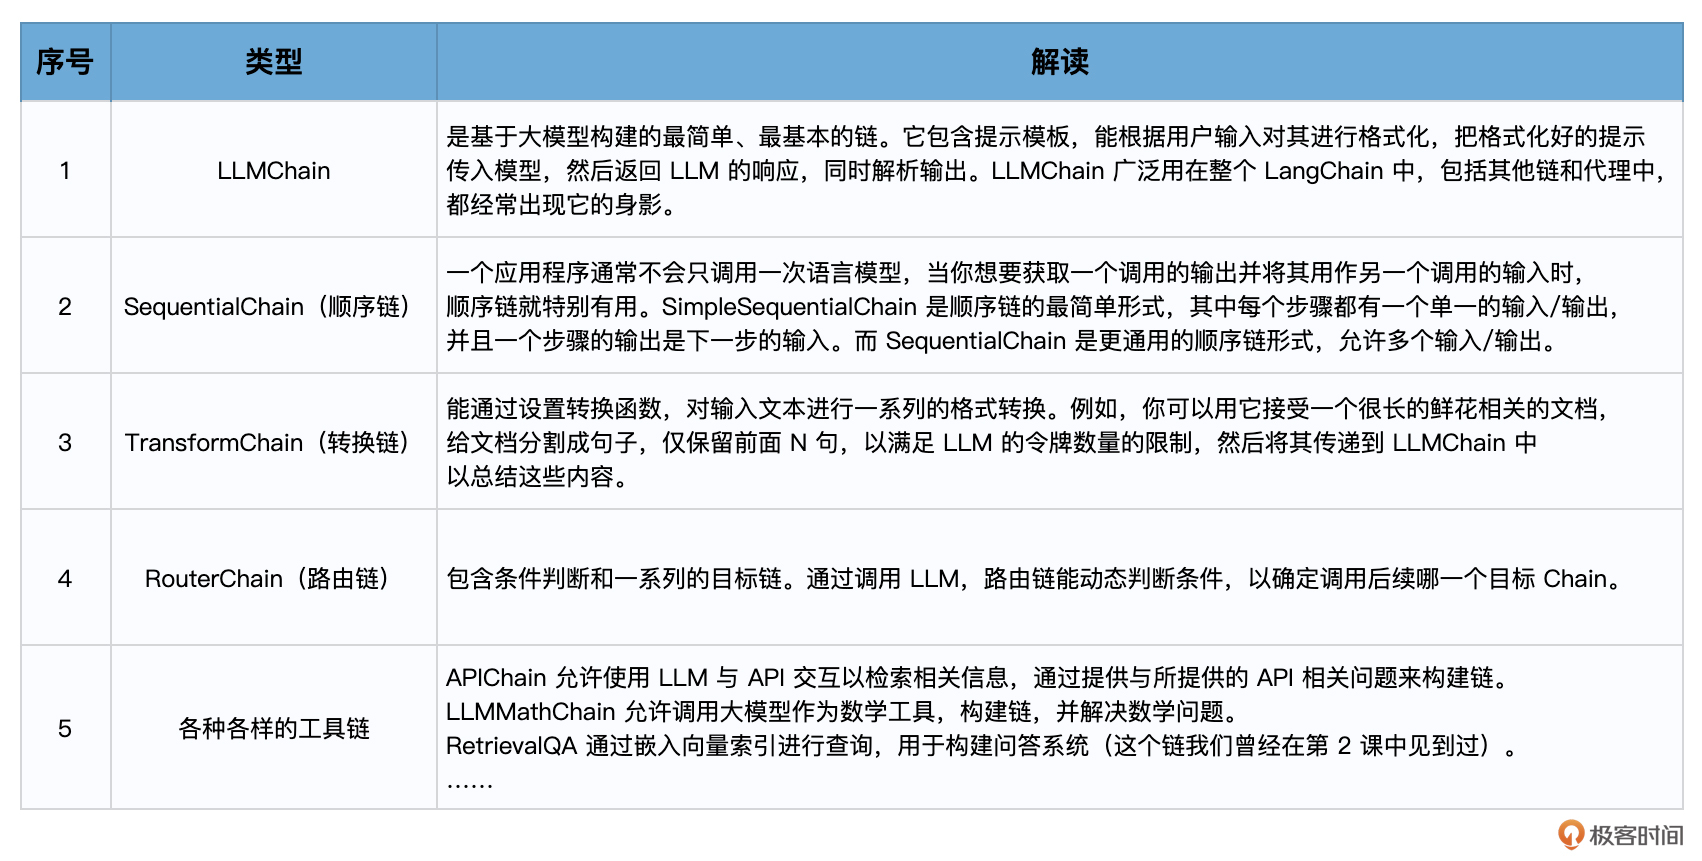 序号 类型 解读
1 LLMChain
是基于大模型构建的最简单、最基本的链。它包含提示模板，能根据用户输入对其进行格式化，把格式化好的提示
传入模型，然后返回 LLM 的响应，同时解析输出。LLMChain 广泛用在整个 LangChain 中，包括其他链和代理中，
都经常出现它的身影。
2 SequentialChain（顺序链）
一个应用程序通常不会只调用一次语言模型，当你想要获取一个调用的输出并将其用作另一个调用的输入时，
顺序链就特别有用。SimpleSequentialChain 是顺序链的最简单形式，其中每个步骤都有一个单一的输入/输出，
并且一个步骤的输出是下一步的输入。而 SequentialChain 是更通用的顺序链形式，允许多个输入/输出。
3 TransformChain（转换链）
能通过设置转换函数，对输入文本进行一系列的格式转换。例如，你可以用它接受一个很长的鲜花相关的文档，
给文档分割成句子，仅保留前面 N 句，以满足 LLM 的令牌数量的限制，然后将其传递到 LLMChain 中
以总结这些内容。
4 RouterChain（路由链）
包含条件判断和一系列的目标链。通过调用 LLM，路由链能动态判断条件，以确定调用后续哪一个目标 Chain。
5 各种各样的工具链
APIChain 允许使用 LLM 与 API 交互以检索相关信息，通过提供与所提供的 API 相关问题来构建链。
LLMMathChain 允许调用大模型作为数学工具，构建链，并解决数学问题。
RetrievalQA 通过嵌入向量索引进行查询，用于构建问答系统（这个链我们曾经在第 2 课中见到过）。
……
极客时间